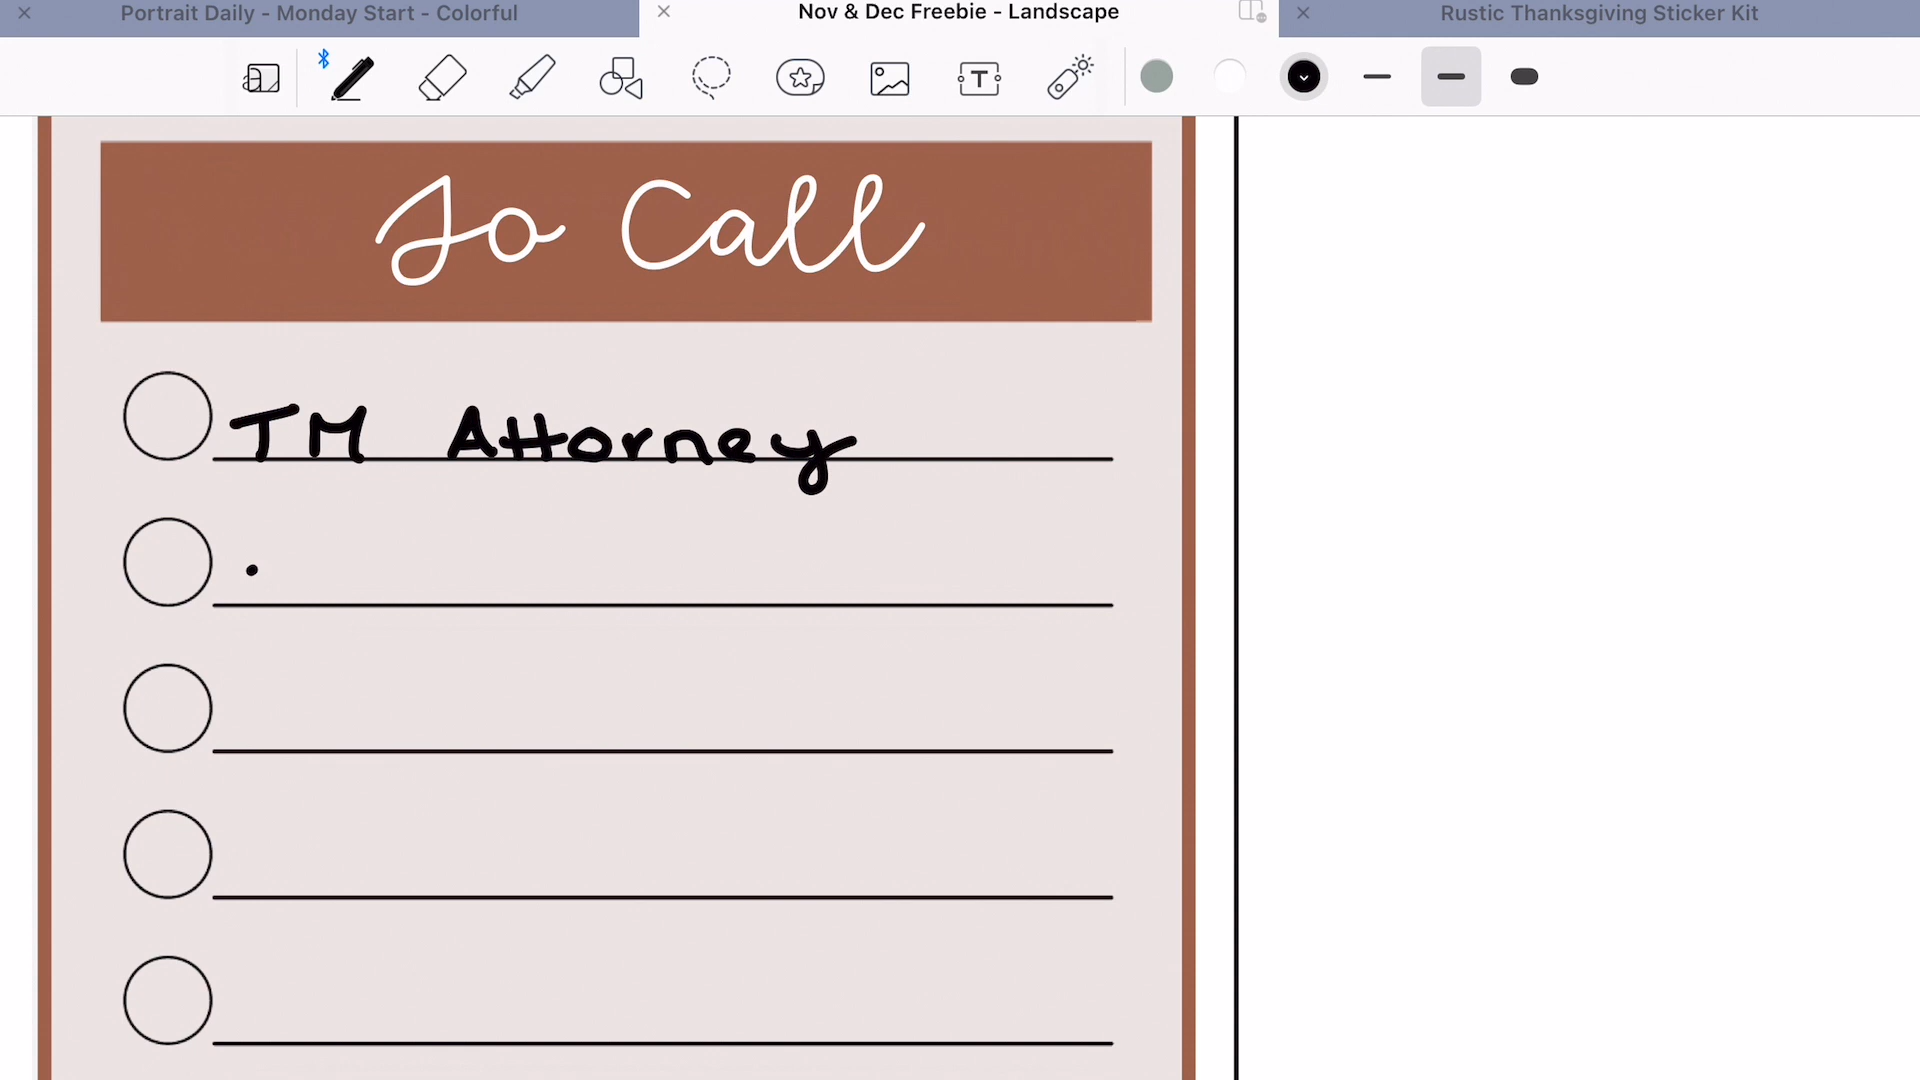 Portrait Daily - Monday Start - Colorful
Nov & Dec Freebie - Landscape
Rustic Thanksgiving Sticker Kit
To Call
TM Attorney